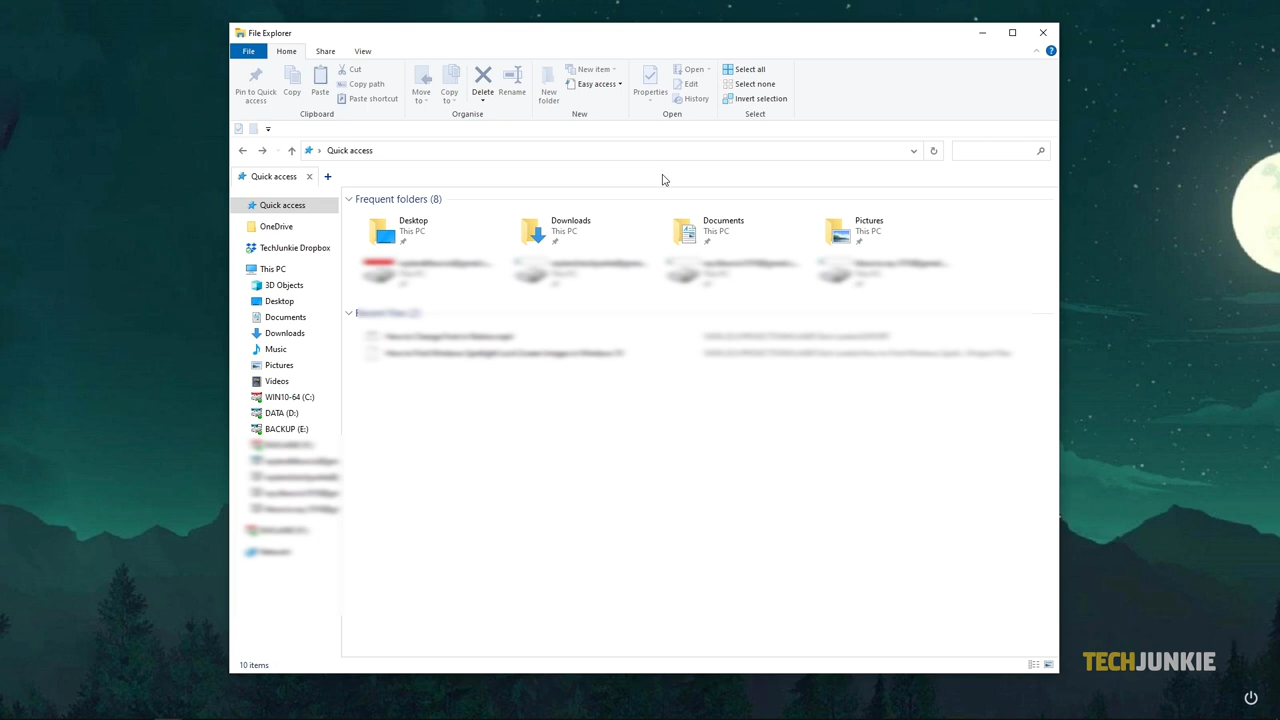 File Explorer
File Home Share View
Pin to Quick access
Copy
Paste
Cut
Copy path
Paste shortcut
Clipboard
Move to
Copy to
Delete
Rename
Organise
New folder
New item
Easy access
New
Properties
Open
Edit
History
Open
Select all
Select none
Invert selection
Select
Quick access
Quick access
Quick access
OneDrive
TechJunkie Dropbox
This PC
3D Objects
Desktop
Documents
Downloads
Music
Pictures
Videos
WIN10-64 (C:)
DATA (D:)
BACKUP (E:)
Frequent folders (8)
Desktop
This PC
Downloads
This PC
Documents
This PC
Pictures
This PC
10 items
TECHJUNKIE